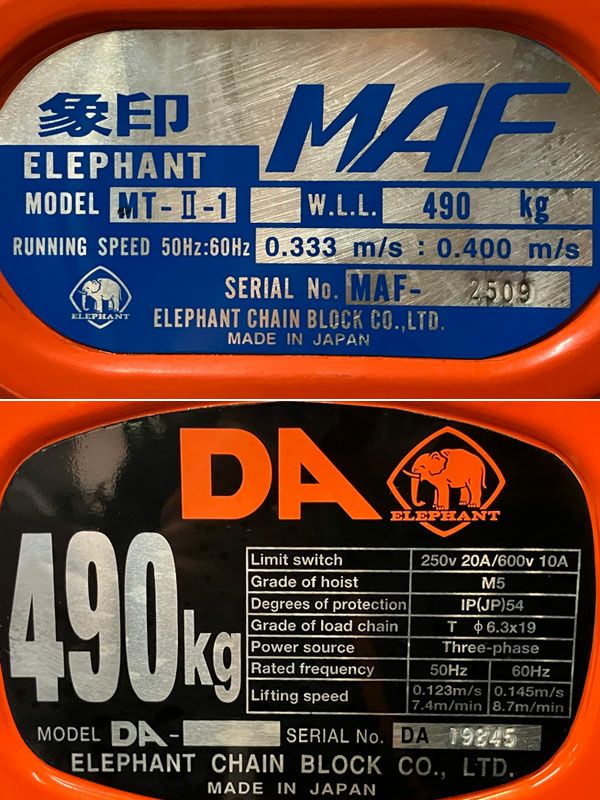 象印 MAF
ELEPHANT
MODEL MT-Ⅱ-1 W.L.L. 490 kg
RUNNING SPEED 50Hz:60Hz 0.333 m/s : 0.400 m/s
SERIAL No. MAF- 2509
ELEPHANT
ELEPHANT CHAIN BLOCK CO.,LTD.
MADE IN JAPAN
DA
ELEPHANT
490kg
Limit switch 250v 20A/600v 10A
Grade of hoist M5
Degrees of protection IP(JP)54
Grade of load chain T φ6.3x19
Power source Three-phase
Rated frequency 50Hz 60Hz
Lifting speed 0.123m/s 0.145m/s
7.4m/min 8.7m/min
MODEL DA- SERIAL No. DA 19845
ELEPHANT CHAIN BLOCK CO., LTD.
MADE IN JAPAN